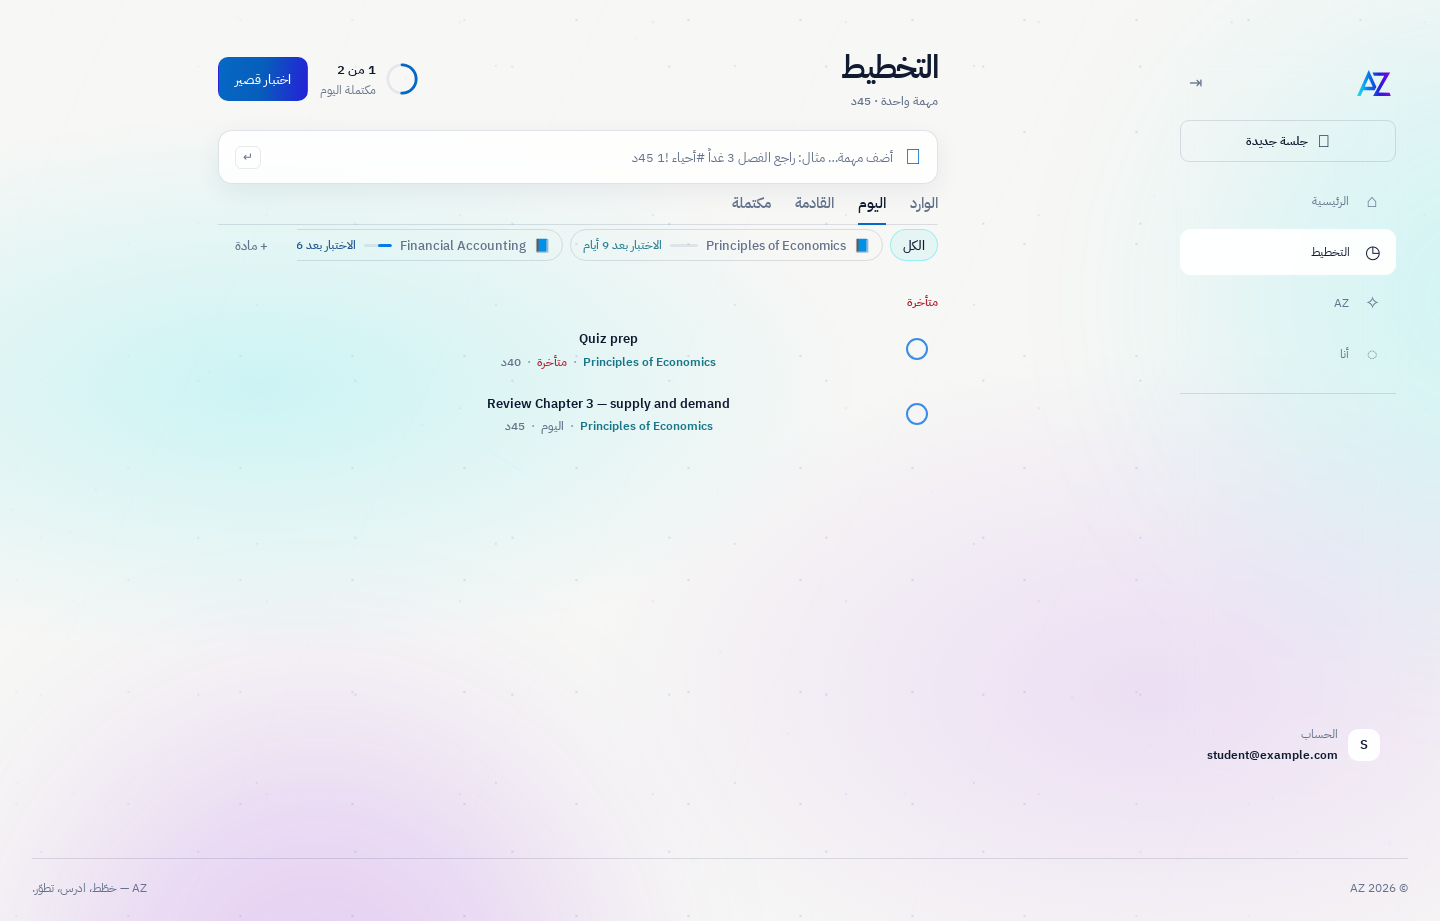 AZ
⇥
جلسة جديدة
الرئيسية
التخطيط
AZ
أنا
الحساب
S
student@example.com
التخطيط
مهمة واحدة · 45د
1 من 2
مكتملة اليوم
اختبار قصير
أضف مهمة… مثال: راجع الفصل 3 غداً #أحياء !1 45د
↵
الوارد اليوم القادمة مكتملة
الكل
Principles of Economics الاختبار بعد 9 أيام
Financial Accounting الاختبار بعد 6
+ مادة
متأخرة
Quiz prep
Principles of Economics · متأخرة · 40د
Review Chapter 3 — supply and demand
Principles of Economics · اليوم · 45د
© 2026 AZ
AZ — خطّط، ادرس، تطوّر.